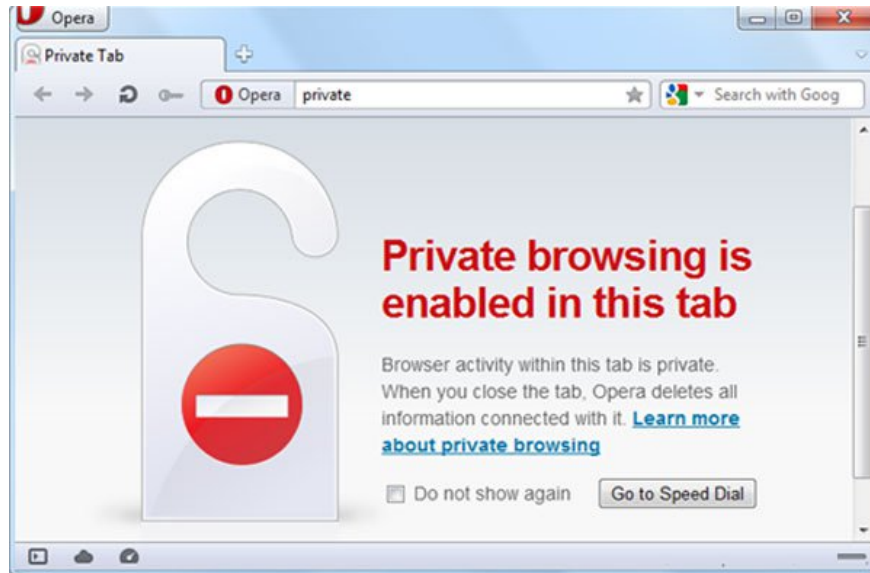 Opera
Private Tab
Opera private
Search with Goog
Private browsing is
enabled in this tab
Browser activity within this tab is private.
When you close the tab, Opera deletes all
information connected with it. Learn more
about private browsing
Do not show again Go to Speed Dial